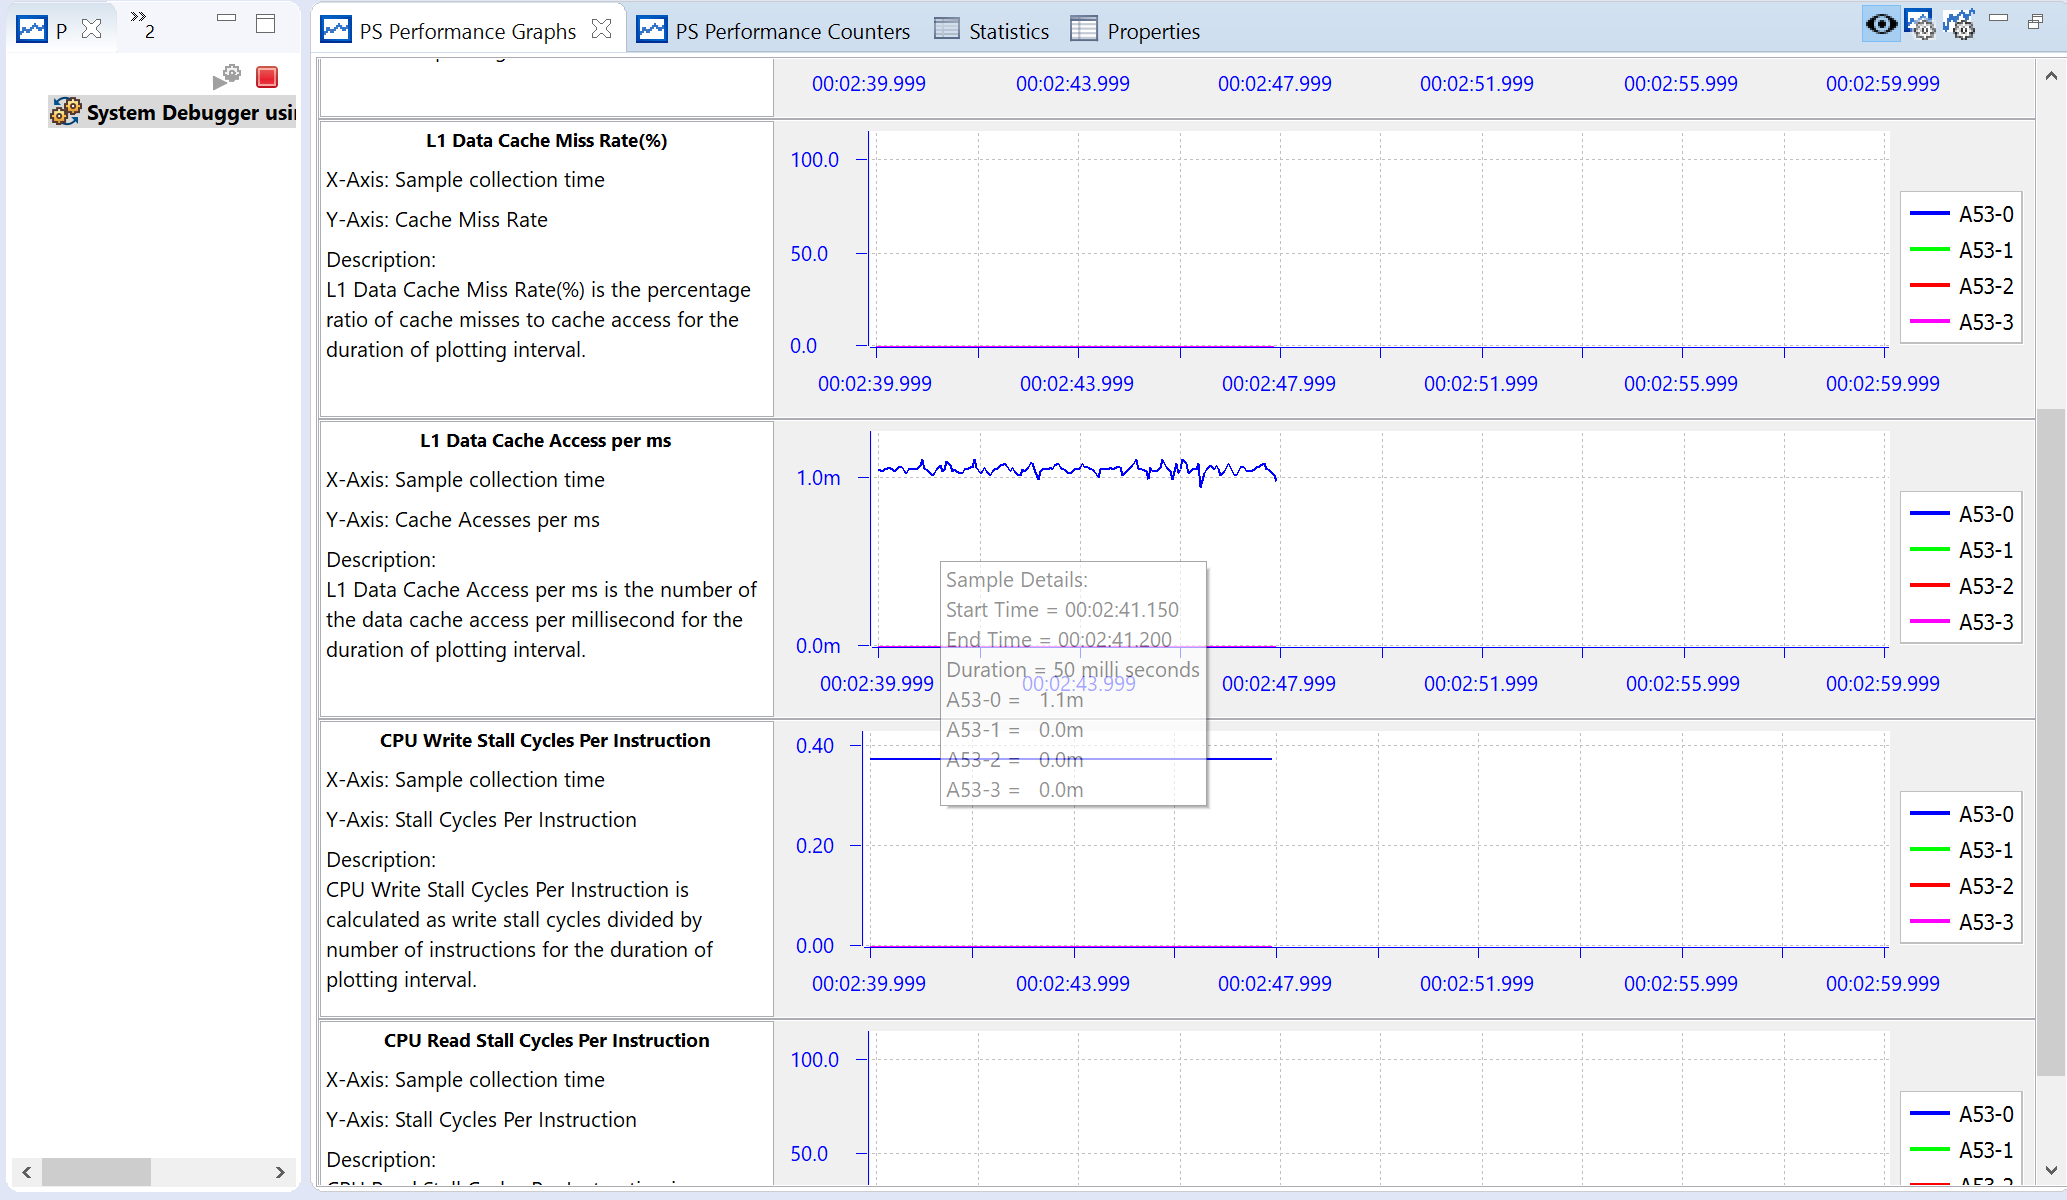 P
»2
PS Performance Graphs
PS Performance Counters
Statistics
Properties
System Debugger usi
00:02:39.999 00:02:43.999 00:02:47.999 00:02:51.999 00:02:55.999 00:02:59.999
L1 Data Cache Miss Rate(%)
X-Axis: Sample collection time
Y-Axis: Cache Miss Rate
Description:
L1 Data Cache Miss Rate(%) is the percentage
ratio of cache misses to cache access for the
duration of plotting interval.
100.0
50.0
0.0
00:02:39.999 00:02:43.999 00:02:47.999 00:02:51.999 00:02:55.999 00:02:59.999
A53-0
A53-1
A53-2
A53-3
L1 Data Cache Access per ms
X-Axis: Sample collection time
Y-Axis: Cache Acesses per ms
Description:
L1 Data Cache Access per ms is the number of
the data cache access per millisecond for the
duration of plotting interval.
1.0m
0.0m
00:02:39.999 00:02:43.999 00:02:47.999 00:02:51.999 00:02:55.999 00:02:59.999
A53-0
A53-1
A53-2
A53-3
Sample Details:
Start Time = 00:02:41.150
End Time = 00:02:41.200
Duration = 50 milli seconds
A53-0 = 1.1m
A53-1 = 0.0m
A53-2 = 0.0m
A53-3 = 0.0m
CPU Write Stall Cycles Per Instruction
X-Axis: Sample collection time
Y-Axis: Stall Cycles Per Instruction
Description:
CPU Write Stall Cycles Per Instruction is
calculated as write stall cycles divided by
number of instructions for the duration of
plotting interval.
0.40
0.20
0.00
00:02:39.999 00:02:43.999 00:02:47.999 00:02:51.999 00:02:55.999 00:02:59.999
A53-0
A53-1
A53-2
A53-3
CPU Read Stall Cycles Per Instruction
X-Axis: Sample collection time
Y-Axis: Stall Cycles Per Instruction
Description:
CPU Read Stall Cycles Per Instruction is
100.0
50.0
A53-0
A53-1
A53-2